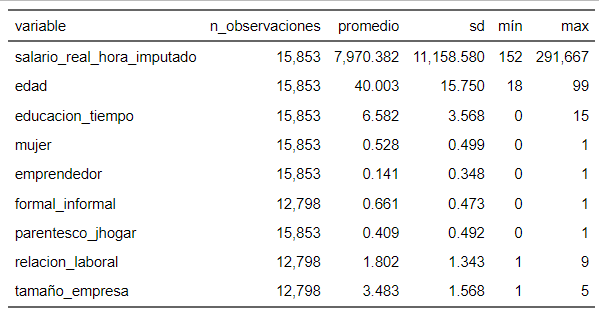 variable n_observaciones promedio sd mín max
salario_real_hora_imputado 15,853 7,970.382 11,158.580 152 291,667
edad 15,853 40.003 15.750 18 99
educacion_tiempo 15,853 6.582 3.568 0 15
mujer 15,853 0.528 0.499 0 1
emprendedor 15,853 0.141 0.348 0 1
formal_informal 12,798 0.661 0.473 0 1
parentesco_jhogar 15,853 0.409 0.492 0 1
relacion_laboral 12,798 1.802 1.343 1 9
tamaño_empresa 12,798 3.483 1.568 1 5